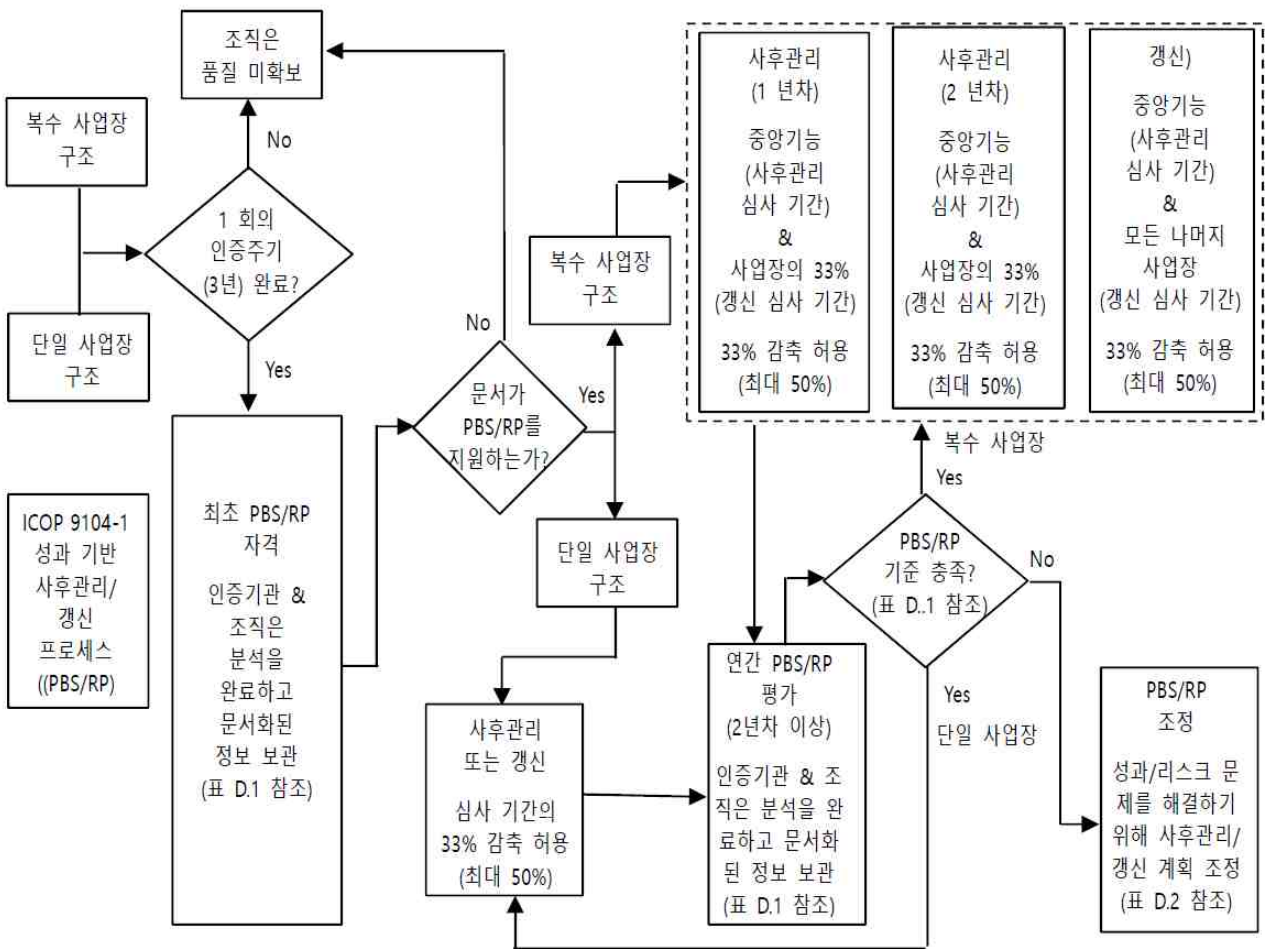 조직은
품질 미확보
복수 사업장
구조
No
1 회의
인증주기
(3년) 완료?
단일 사업장
구조
Yes
ICOP 9104-1
성과 기반
사후관리/
갱신
프로세스
((PBS/RP)
최초 PBS/RP
자격
인증기관 &
조직은
분석을
완료하고
문서화된
정보 보관
(표 D.1 참조)
No
문서가
PBS/RP를
지원하는가?
Yes
복수 사업장
구조
단일 사업장
구조
사후관리
(1 년차)
중앙기능
(사후관리
심사 기간)
&
사업장의 33%
(갱신 심사 기간)
33% 감축 허용
(최대 50%)
사후관리
(2 년차)
중앙기능
(사후관리
심사 기간)
&
사업장의 33%
(갱신 심사 기간)
33% 감축 허용
(최대 50%)
갱신)
중앙기능
(사후관리
심사 기간)
&
모든 나머지
사업장
(갱신 심사 기간)
33% 감축 허용
(최대 50%)
복수 사업장
Yes
PBS/RP
기준 충족?
(표 D..1 참조)
No
Yes
단일 사업장
사후관리
또는 갱신
심사 기간의
33% 감축 허용
(최대 50%)
연간 PBS/RP
평가
(2년차 이상)
인증기관 & 조
직은 분석을 완
료하고 문서화
된 정보 보관
(표 D.1 참조)
PBS/RP
조정
성과/리스크 문
제를 해결하기
위해 사후관리/
갱신 계획 조정
(표 D.2 참조)